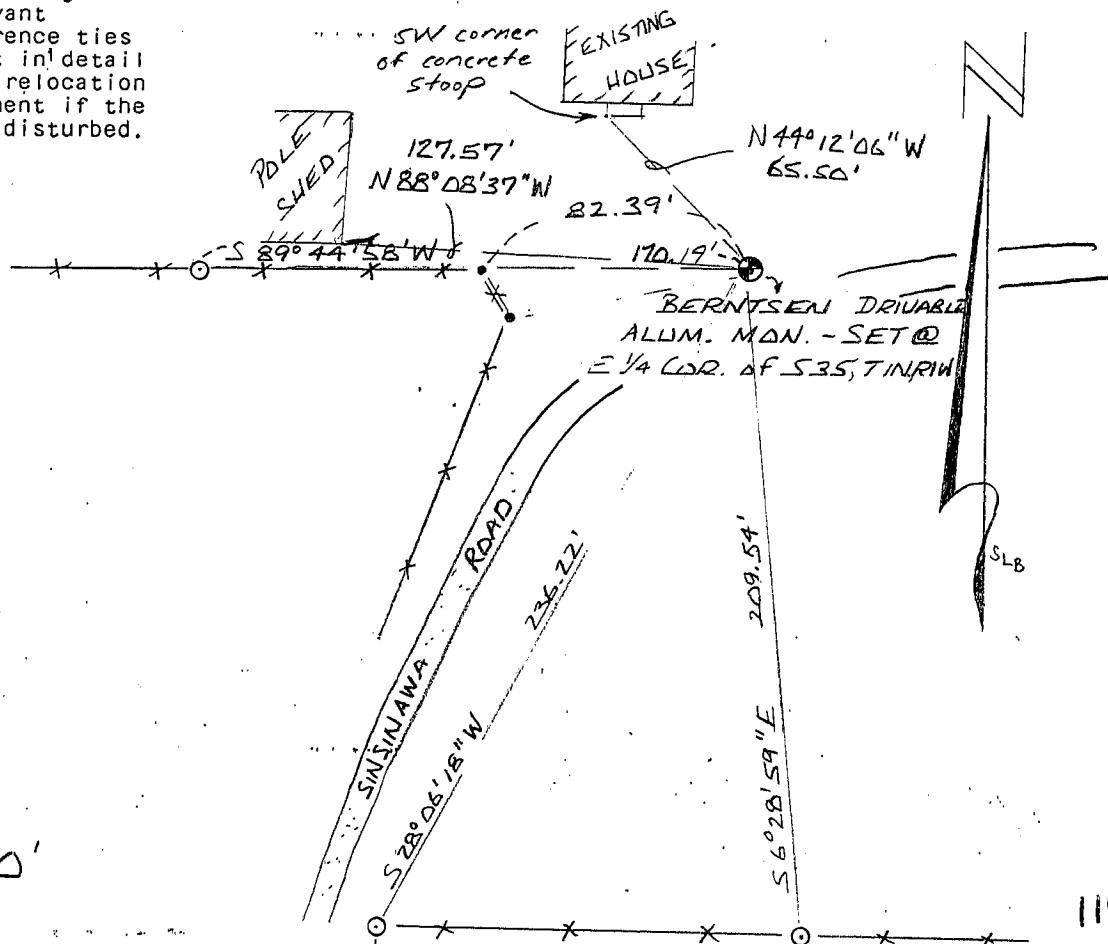 rence ties
in detail
relocation
ment if the
disturbed.
SW corner
of concrete
stoop
EXISTING
HOUSE
POLE
SHED
127.57'
N88°08'37"W
N44°12'06"W
65.50'
82.39'
S 89°44'58'W
170.19'
BERNTSEN DRIVABLE
ALUM. MON. - SET @
E 1/4 COR. of S35, T1N,R1W
SINSINAWA ROAD
S 28°06'18"W 236.22'
S 6°28'59"E 209.54'
N
SLB